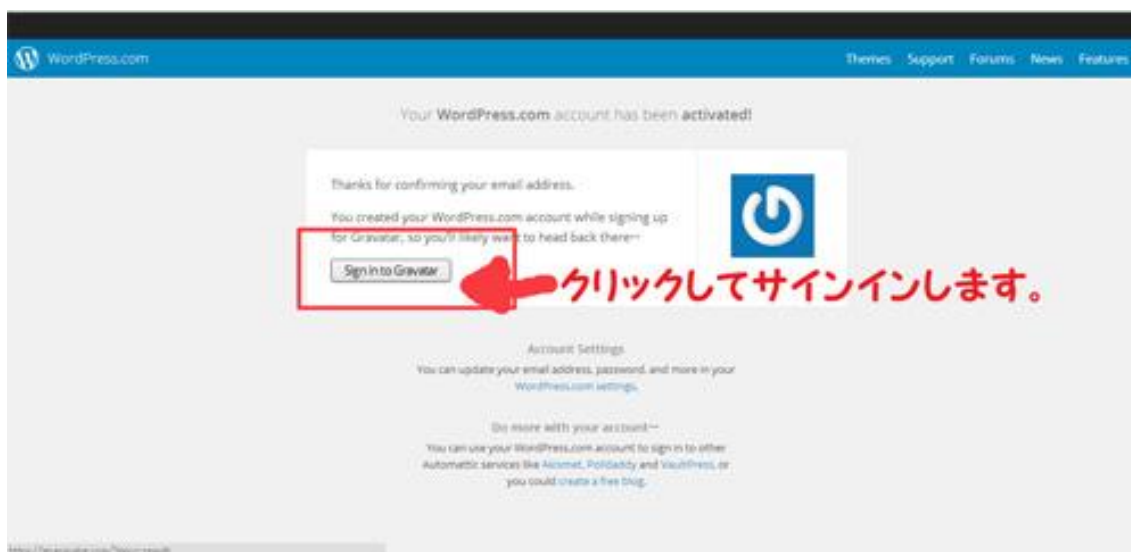 WordPress.com
Themes Support Forums News Features
Your WordPress.com account has been activated!
Thanks for confirming your email address.
You created your WordPress.com account while signing up
for Gravatar, so you'll likely want to head back there
Sign in to Gravatar
クリックしてサインインします。
Account Settings
You can update your email address, password, and more in your
WordPress.com settings.
Do more with your account
You can use your WordPress.com account to sign in to other
Automattic services like Akismet, Polldaddy and VaultPress, or
you could create a free blog.